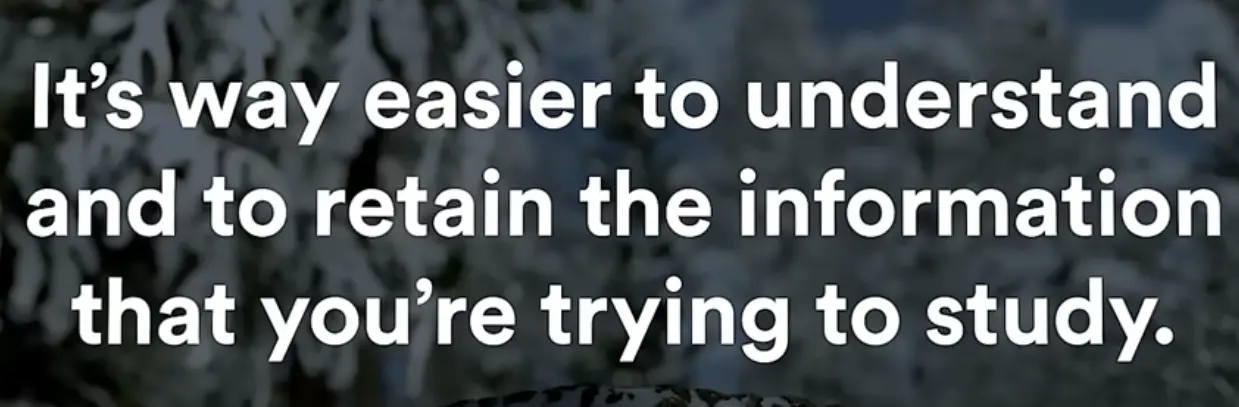 It’s way easier to understand
and to retain the information
that you’re trying to study.